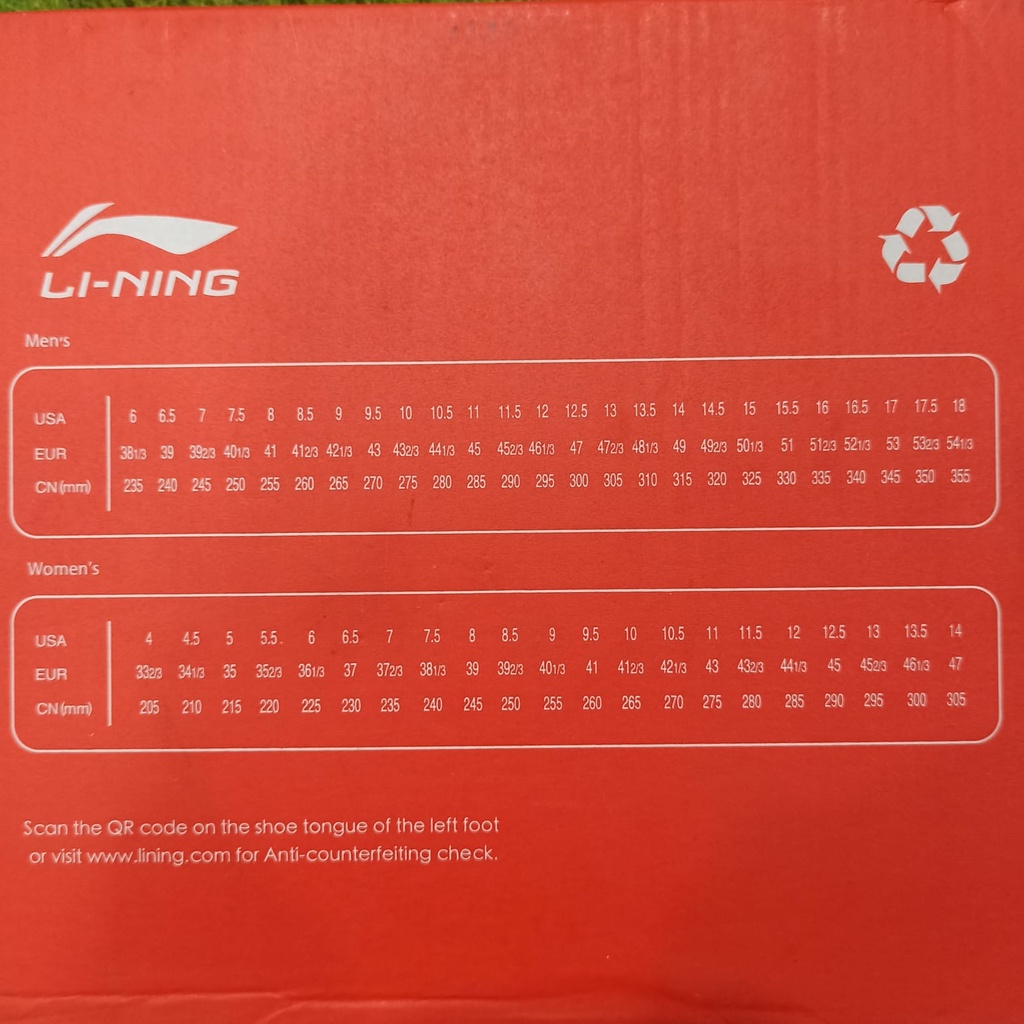 LI-NING
Men's
USA 6 6.5 7 7.5 8 8.5 9 9.5 10 10.5 11 11.5 12 12.5 13 13.5 14 14.5 15 15.5 16 16.5 17 17.5 18
EUR 381/3 39 392/3 401/3 41 412/3 421/3 43 432/3 441/3 45 452/3 461/3 47 472/3 481/3 49 492/3 501/3 51 512/3 521/3 53 532/3 541/3
CN(mm) 235 240 245 250 255 260 265 270 275 280 285 290 295 300 305 310 315 320 325 330 335 340 345 350 355
Women's
USA 4 4.5 5 5.5. 6 6.5 7 7.5 8 8.5 9 9.5 10 10.5 11 11.5 12 12.5 13 13.5 14
EUR 332/3 341/3 35 352/3 361/3 37 372/3 381/3 39 392/3 401/3 41 412/3 421/3 43 432/3 441/3 45 452/3 461/3 47
CN(mm) 205 210 215 220 225 230 235 240 245 250 255 260 265 270 275 280 285 290 295 300 305
Scan the QR code on the shoe tongue of the left foot
or visit www.lining.com for Anti-counterfeiting check.